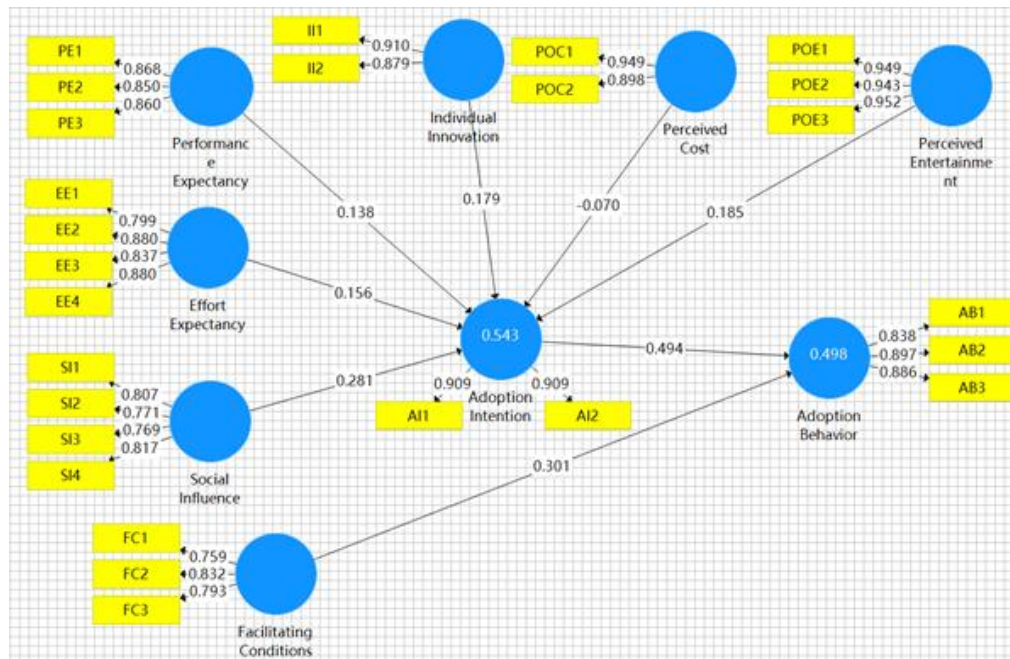 PE1
PE2
PE3
0.868
0.850
0.860
Performanc
e
Expectancy
II1
II2
0.910
0.879
Individual
Innovation
POC1
POC2
0.949
0.898
Perceived
Cost
POE1
POE2
POE3
0.949
0.943
0.952
Perceived
Entertainme
nt
0.138
0.179
-0.070
0.185
EE1
EE2
EE3
EE4
0.799
0.880
0.837
0.880
Effort
Expectancy
0.156
SI1
SI2
SI3
SI4
0.807
0.771
0.769
0.817
Social
Influence
0.281
0.543
0.909
0.909
Adoption
Intention
AI1
AI2
0.494
0.498
Adoption
Behavior
0.838
0.897
0.886
AB1
AB2
AB3
0.301
FC1
FC2
FC3
0.759
0.832
0.793
Facilitating
Conditions